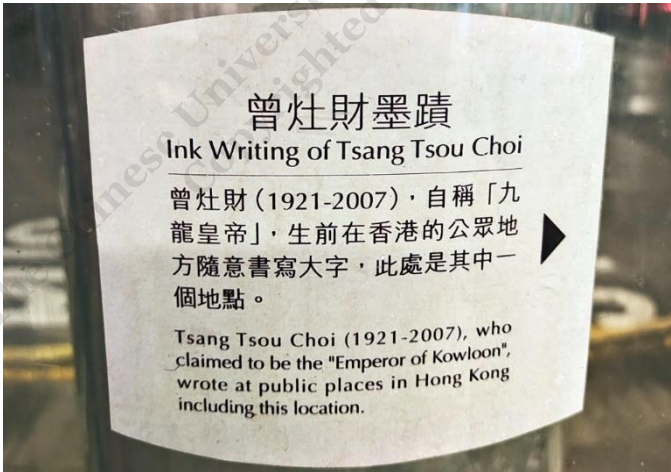 曾灶財墨蹟
Ink Writing of Tsang Tsou Choi
曾灶財(1921-2007),自稱「九
龍皇帝」,生前在香港的公眾地
方隨意書寫大字,此處是其中一
個地點。
Tsang Tsou Choi (1921-2007), who
claimed to be the "Emperor of Kowloon",
wrote at public places in Hong Kong
including this location.